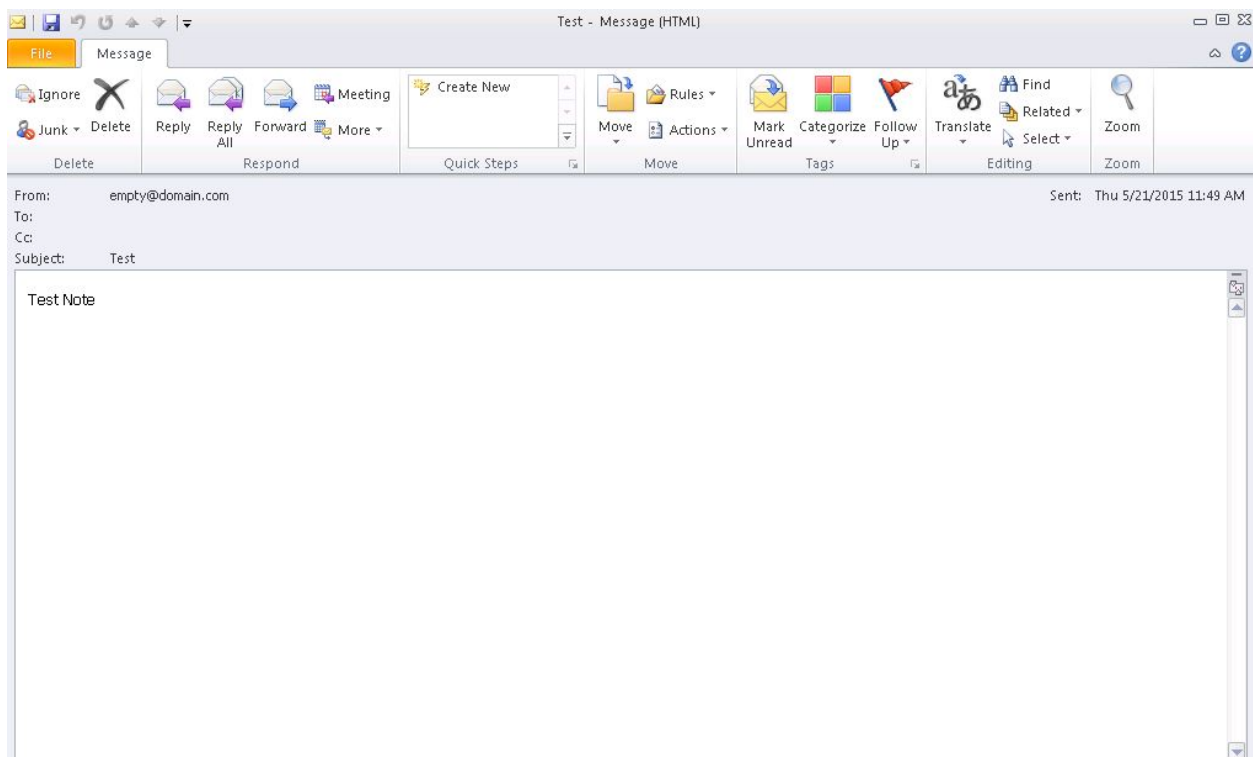 Test - Message (HTML)
File Message
Ignore
Junk
Delete
Reply
Reply All
Forward
Meeting
More
Create New
Move
Rules
Actions
Mark Unread
Categorize
Follow Up
あ
a
Translate
Find
Related
Select
Zoom
Delete Respond Quick Steps Move Tags Editing Zoom
From: empty@domain.com Sent: Thu 5/21/2015 11:49 AM
To:
Cc:
Subject: Test
Test Note